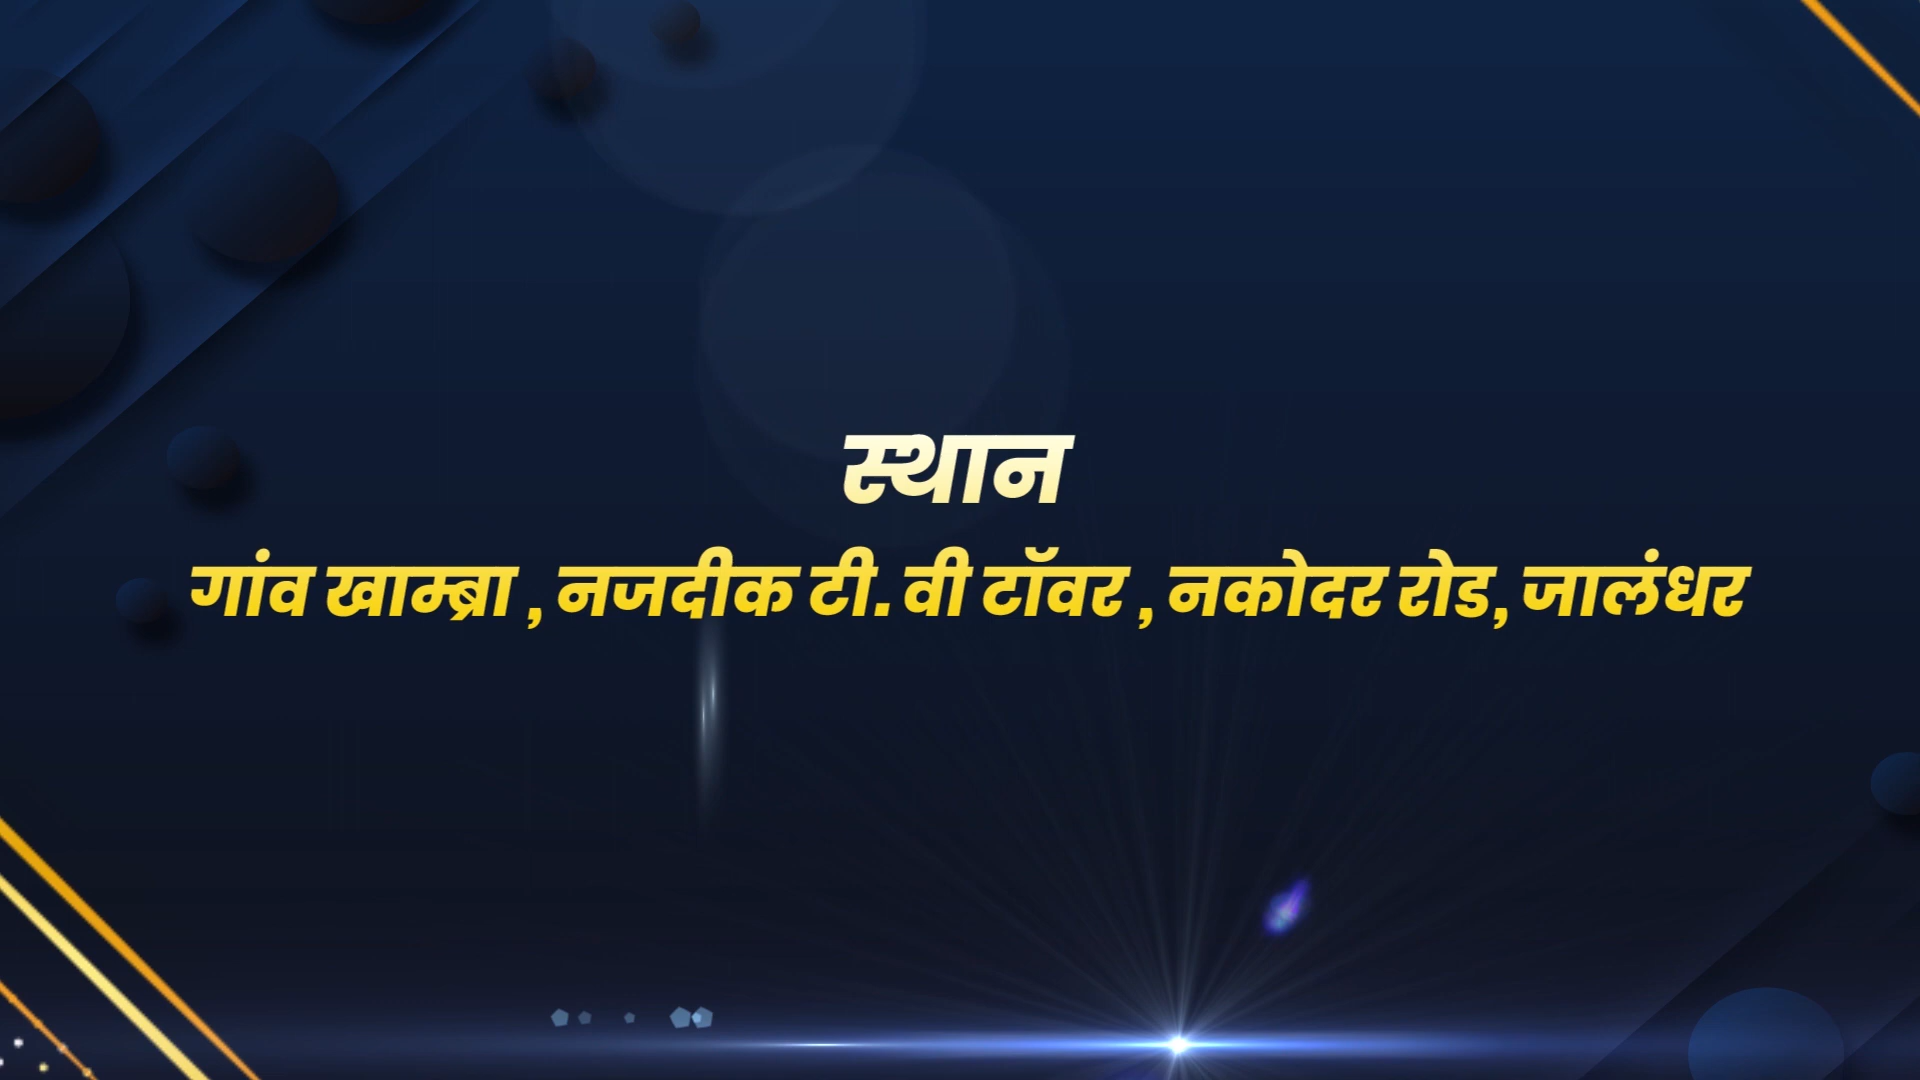 स्थान
गांव खाम्ब्रा , नजदीक टी. वी टॉवर , नकोदर रोड, जालंधर